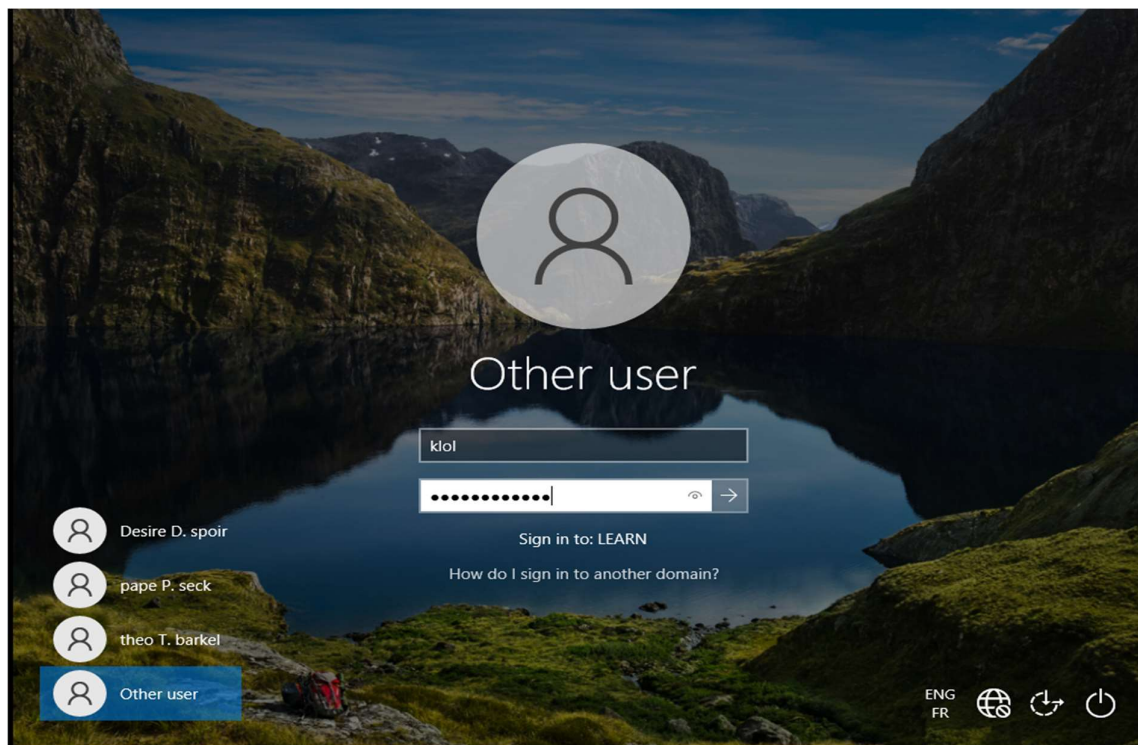 Other user
klol
Sign in to: LEARN
How do I sign in to another domain?
Desire D. spoir
pape P. seck
theo T. barkel
Other user
ENG
FR